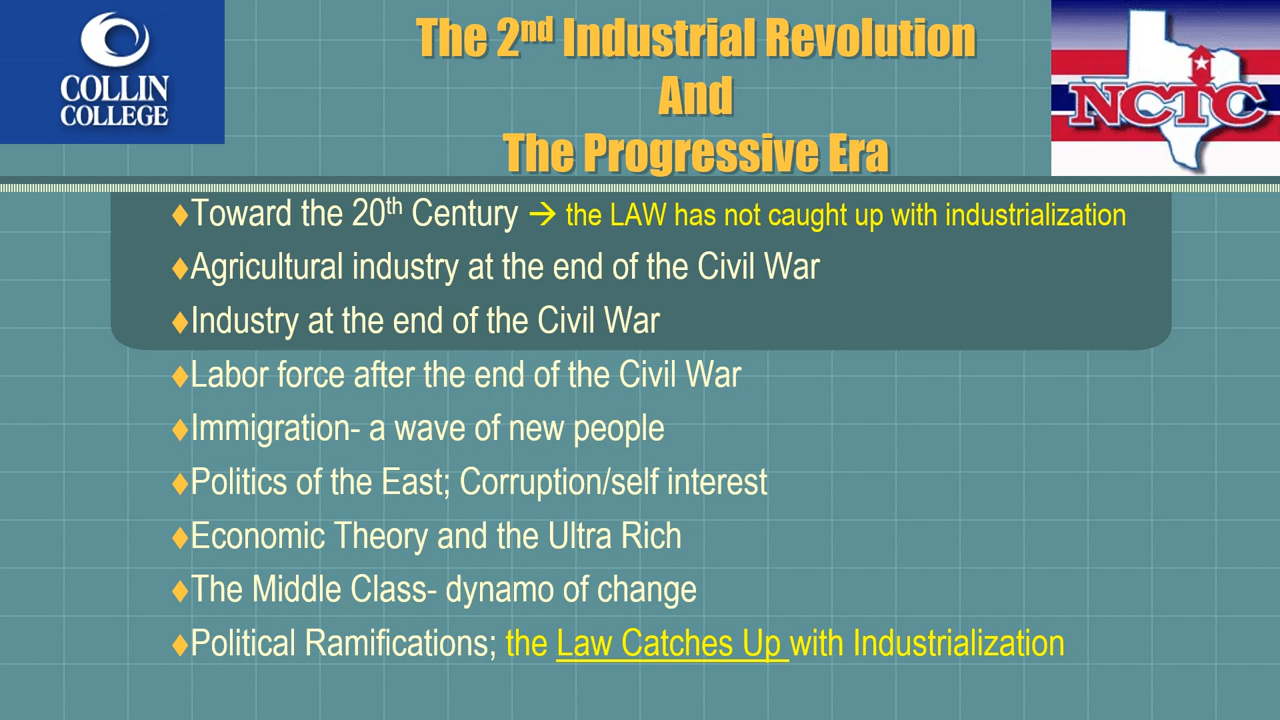 COLLIN
COLLEGE
The 2nd Industrial Revolution
And
The Progressive Era
NCTC
Toward the 20th Century → the LAW has not caught up with industrialization
Agricultural industry at the end of the Civil War
Industry at the end of the Civil War
Labor force after the end of the Civil War
Immigration- a wave of new people
Politics of the East; Corruption/self interest
Economic Theory and the Ultra Rich
The Middle Class- dynamo of change
Political Ramifications; the Law Catches Up with Industrialization